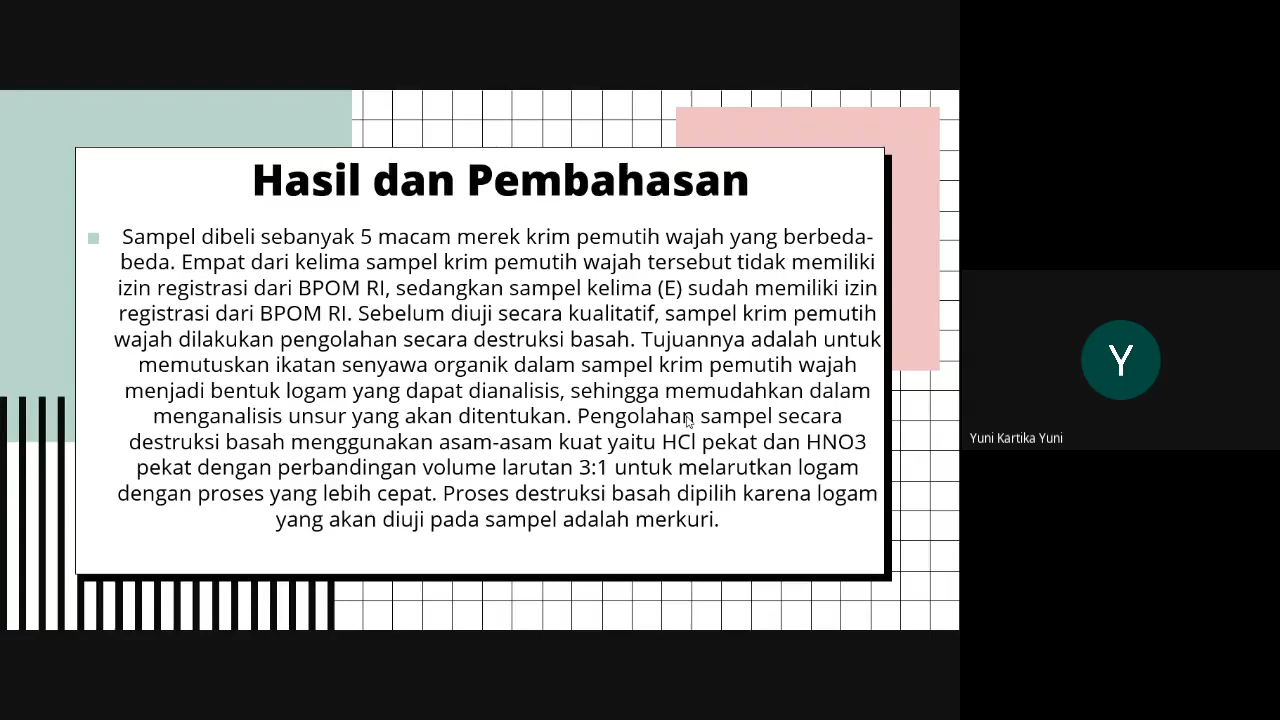 Hasil dan Pembahasan
Sampel dibeli sebanyak 5 macam merek krim pemutih wajah yang berbeda-
beda. Empat dari kelima sampel krim pemutih wajah tersebut tidak memiliki
izin registrasi dari BPOM RI, sedangkan sampel kelima (E) sudah memiliki izin
registrasi dari BPOM RI. Sebelum diuji secara kualitatif, sampel krim pemutih
wajah dilakukan pengolahan secara destruksi basah. Tujuannya adalah untuk
memutuskan ikatan senyawa organik dalam sampel krim pemutih wajah
menjadi bentuk logam yang dapat dianalisis, sehingga memudahkan dalam
menganalisis unsur yang akan ditentukan. Pengolahan sampel secara
destruksi basah menggunakan asam-asam kuat yaitu HCl pekat dan HNO3
pekat dengan perbandingan volume larutan 3:1 untuk melarutkan logam
dengan proses yang lebih cepat. Proses destruksi basah dipilih karena logam
yang akan diuji pada sampel adalah merkuri.
Y
Yuni Kartika Yuni